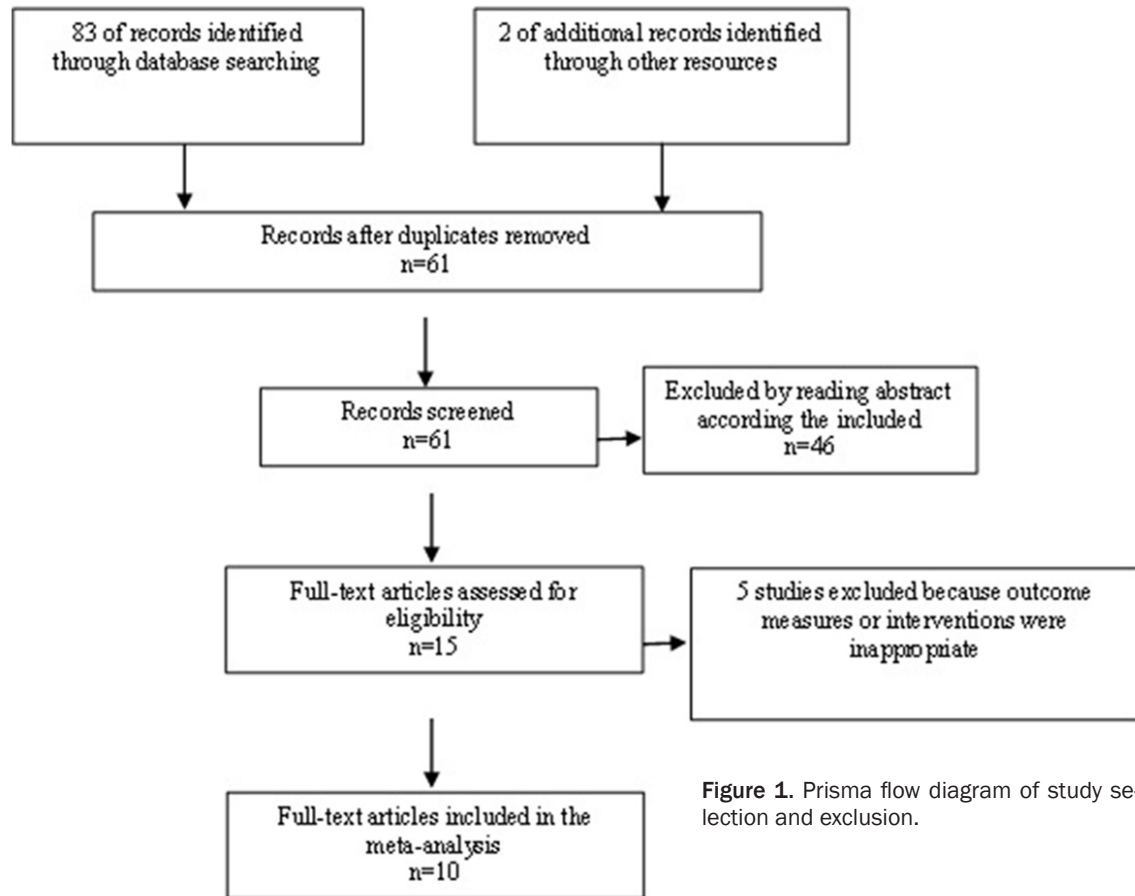 83 of records identified
through database searching
2 of additional records identified
through other resources
Records after duplicates removed
n=61
Records screened
n=61
Excluded by reading abstract
according the included
n=46
Full-text articles assessed for
eligibility
n=15
5 studies excluded because outcome
measures or interventions were
inappropriate
Full-text articles included in the
meta-analysis
n=10
Figure 1. Prisma flow diagram of study se-
lection and exclusion.